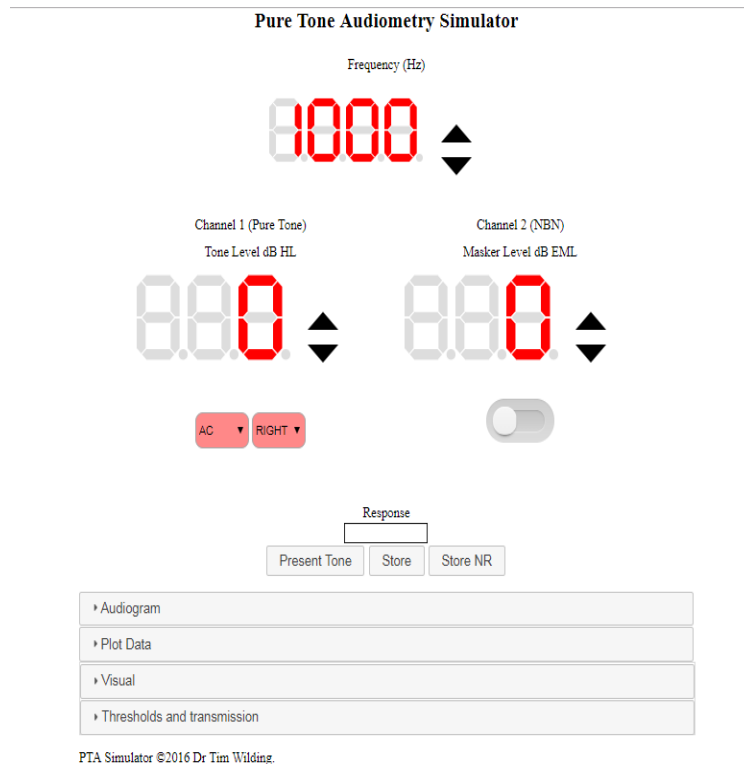 Pure Tone Audiometry Simulator
Frequency (Hz)
1000
Channel 1 (Pure Tone) Channel 2 (NBN)
Tone Level dB HL Masker Level dB EML
0 0
AC RIGHT
Response
Present Tone Store Store NR
Audiogram
Plot Data
Visual
Thresholds and transmission
PTA Simulator ©2016 Dr Tim Wilding.